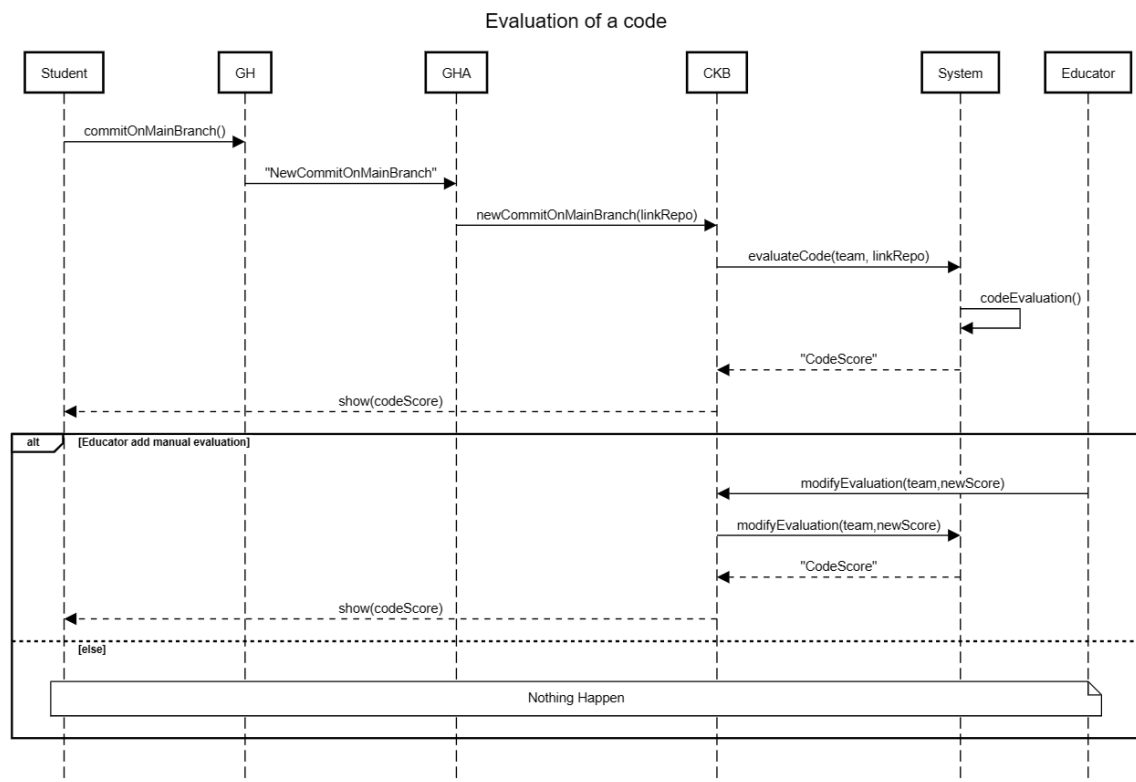 Evaluation of a code
Student
GH
GHA
CKB
System
Educator
commitOnMainBranch()
"NewCommitOnMainBranch"
newCommitOnMainBranch(linkRepo)
evaluateCode(team, linkRepo)
codeEvaluation()
"CodeScore"
show(codeScore)
alt
[Educator add manual evaluation]
modifyEvaluation(team,newScore)
modifyEvaluation(team,newScore)
"CodeScore"
show(codeScore)
[else]
Nothing Happen